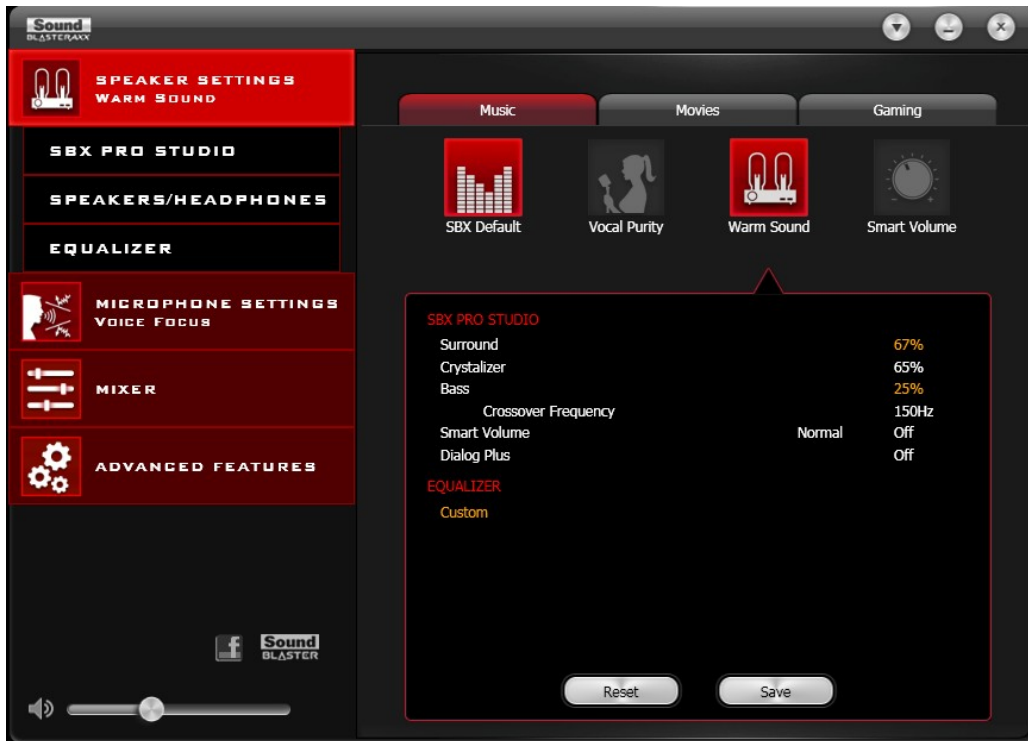 Sound
BLASTERAXX
SPEAKER SETTINGS
WARM SOUND
SBX PRO STUDIO
SPEAKERS/HEADPHONES
EQUALIZER
MICROPHONE SETTINGS
VOICE FOCUS
MIXER
ADVANCED FEATURES
f Sound
BLASTER
Music Movies Gaming
SBX Default Vocal Purity Warm Sound Smart Volume
SBX PRO STUDIO
Surround 67%
Crystalizer 65%
Bass 25%
Crossover Frequency 150Hz
Smart Volume Normal Off
Dialog Plus Off
EQUALIZER
Custom
Reset Save